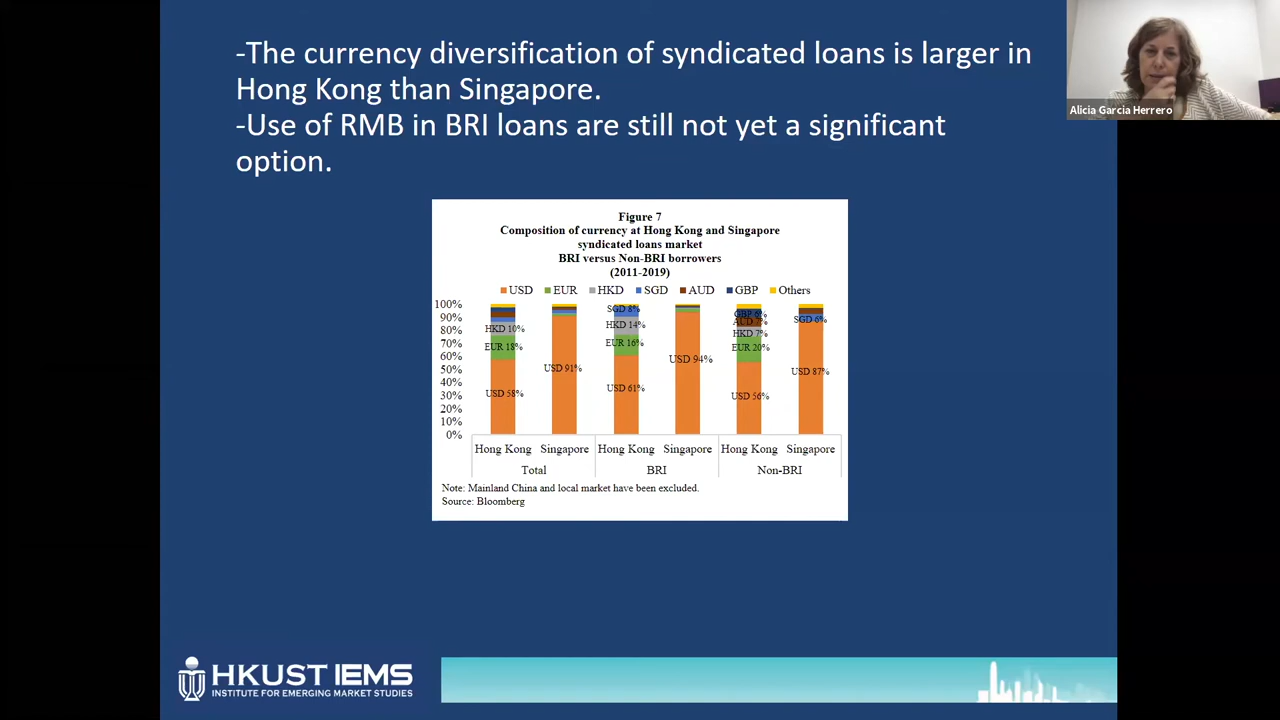 -The currency diversification of syndicated loans is larger in
Hong Kong than Singapore.
-Use of RMB in BRI loans are still not yet a significant
option.
Alicia Garcia Herrero
Figure 7
Composition of currency at Hong Kong and Singapore
syndicated loans market
BRI versus Non-BRI borrowers
(2011-2019)
USD EUR HKD SGD AUD GBP Others
100%
90%
80%
70%
60%
50%
40%
30%
20%
10%
0%
HKD 10%
EUR 18%
USD 58%
USD 91%
SGD 8%
HKD 14%
EUR 16%
USD 61%
USD 94%
GBP 6%
AUD 7%
HKD 7%
EUR 20%
USD 56%
SGD 6%
USD 87%
Hong Kong Singapore Hong Kong Singapore Hong Kong Singapore
Total BRI Non-BRI
Note: Mainland China and local market have been excluded.
Source: Bloomberg
HKUST IEMS
INSTITUTE FOR EMERGING MARKET STUDIES